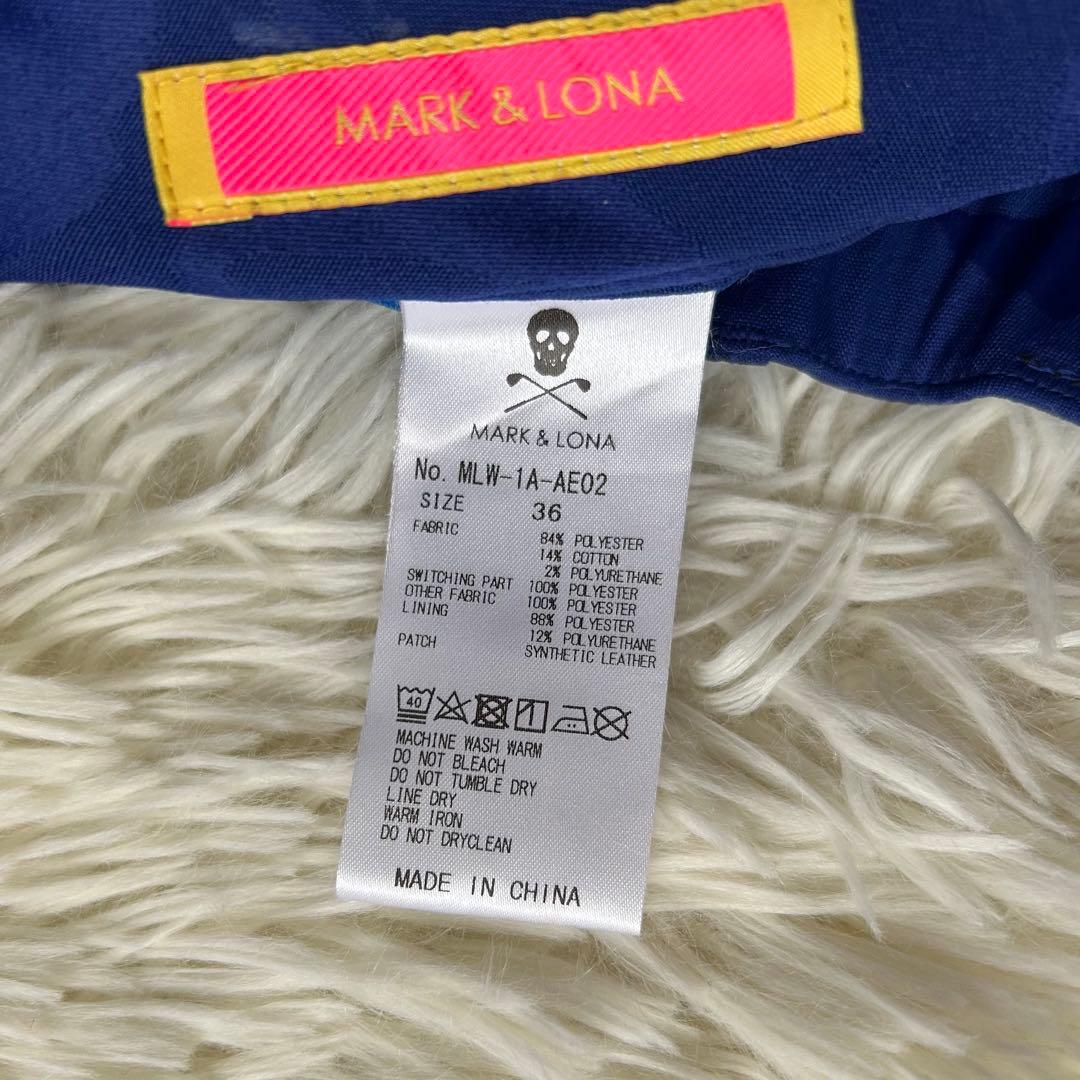 MARK & LONA
MARK & LONA
No. MLW-1A-AE02
SIZE 36
FABRIC 84% POLYESTER
14% COTTON
2% POLYURETHANE
SWITCHING PART 100% POLYESTER
OTHER FABRIC 100% POLYESTER
LINING 88% POLYESTER
12% POLYURETHANE
PATCH SYNTHETIC LEATHER
40
1
MACHINE WASH WARM
DO NOT BLEACH
DO NOT TUMBLE DRY
LINE DRY
WARM IRON
DO NOT DRYCLEAN
MADE IN CHINA